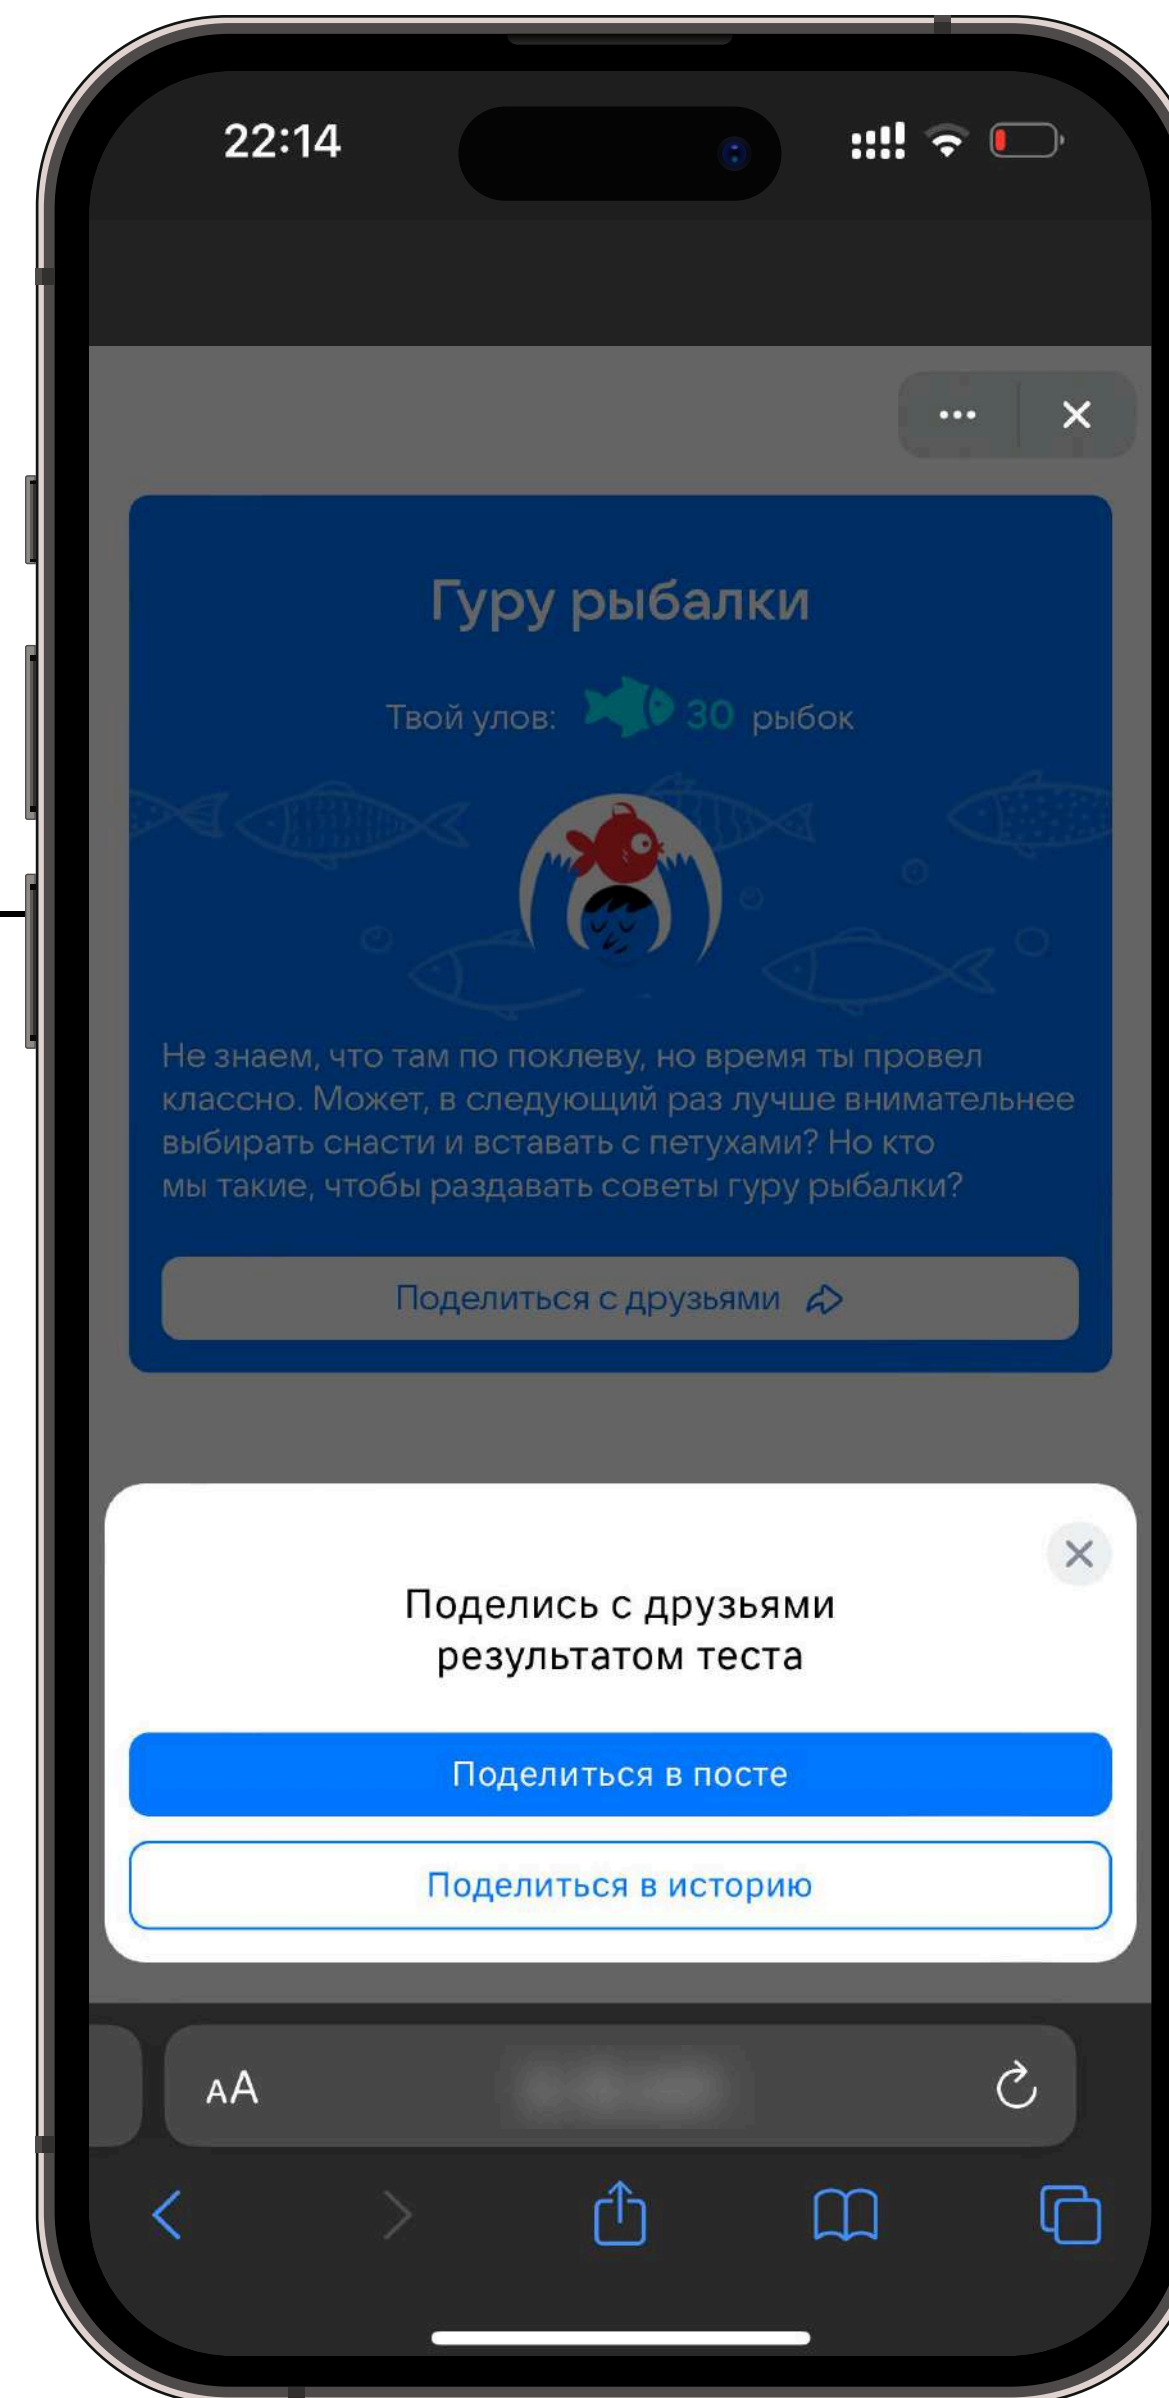 22:14
Гуру рыбалки
Твой улов: 30 рыбок
Не знаем, что там по поклеву, но время ты провел
классно. Может, в следующий раз лучше внимательнее
выбирать снасти и вставать с петухами? Но кто
мы такие, чтобы раздавать советы гуру рыбалки?
Поделиться с друзьями
Поделись с друзьями
результатом теста
Поделиться в посте
Поделиться в историю
AA